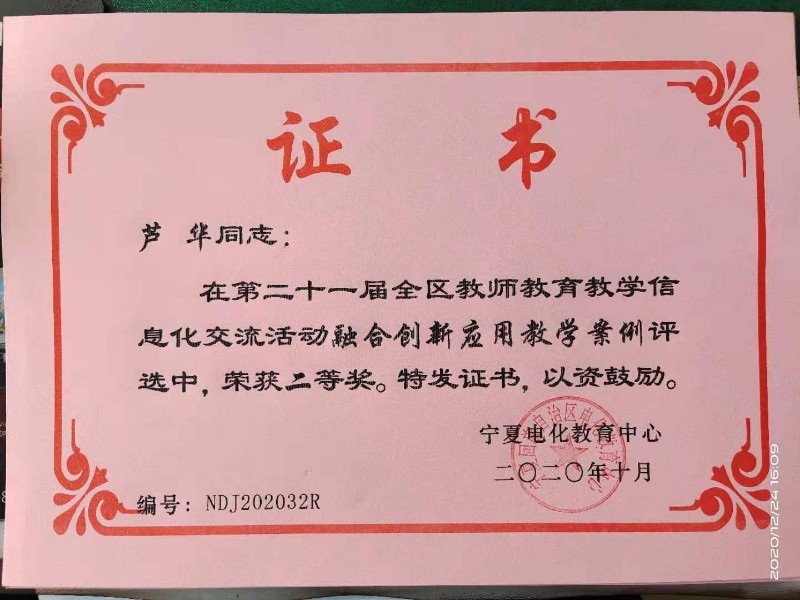 证 书
芦 华同志：
在第二十一届全区教师教育教学信
息化交流活动融合创新应用教学案例评
选中，荣获二等奖。特发证书，以资鼓励。
宁夏电化教育中心
二〇二〇年十月
编号：NDJ202032R
2020/12/24 16:09